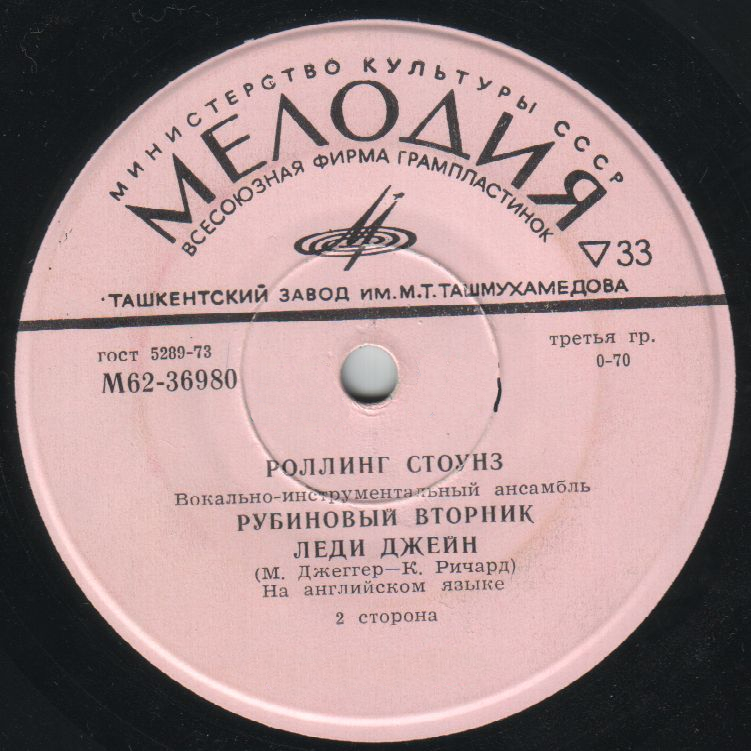 МИНИСТЕРСТВО КУЛЬТУРЫ СССР
МЕЛОДИЯ
ВСЕСОЮЗНАЯ ФИРМА ГРАМПЛАСТИНОК
33
ТАШКЕНТСКИЙ ЗАВОД ИМ. М.Т. ТАШМУХАМЕДОВА
гост 5289-73
третья гр.
М62-36980
0-70
РОЛЛИНГ СТОУНЗ
Вокально-инструментальный ансамбль
РУБИНОВЫЙ ВТОРНИК
ЛЕДИ ДЖЕЙН
(М. Джеггер—К. Ричард)
На английском языке
2 сторона